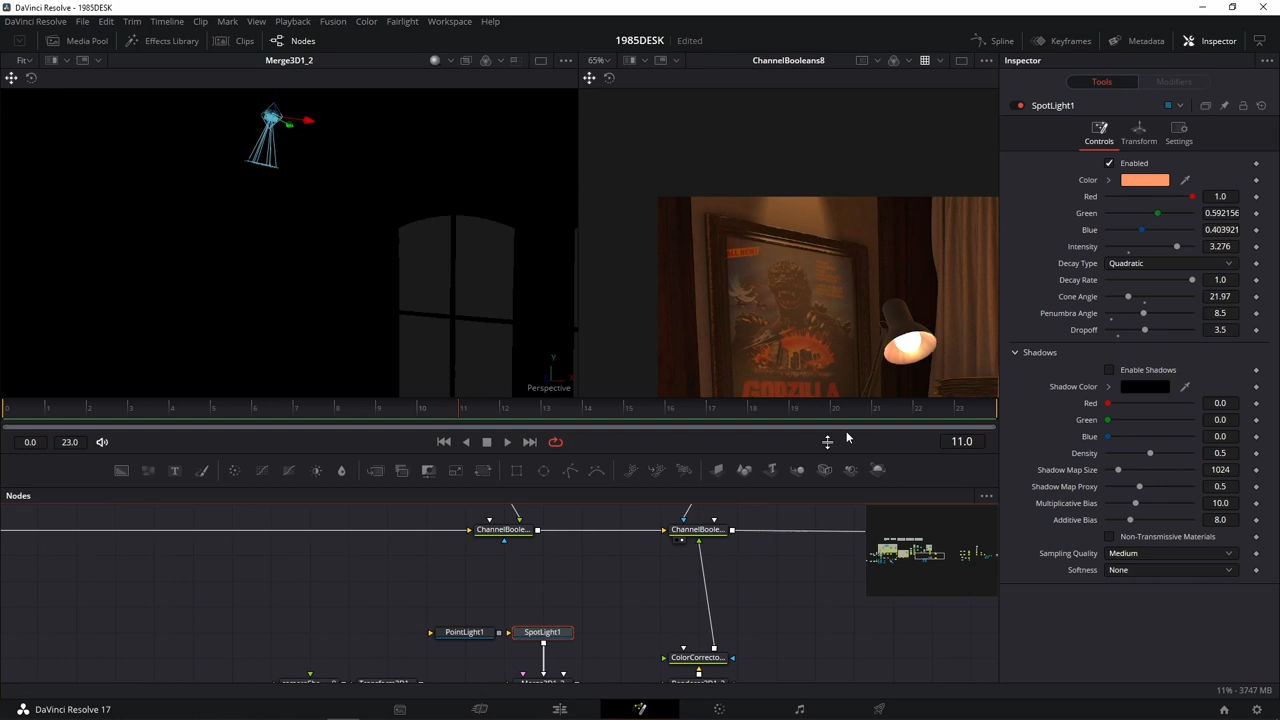 DaVinci Resolve - 1985DESK
DaVinci Resolve File Edit Trim Timeline Clip Mark View Playback Fusion Color Fairlight Workspace Help
Media Pool Effects Library Clips Nodes 1985DESK Edited Spline Keyframes Metadata Inspector
Fit Merge3D1_2 65% ChannelBooleans8 Inspector
Tools Modifiers
SpotLight1
Controls Transform Settings
Enabled
Color
Red 1.0
Green 0.592156
Blue 0.403921
Intensity 3.276
Decay Type Quadratic
Decay Rate 1.0
Cone Angle 21.97
Penumbra Angle 8.5
Dropoff 3.5
Shadows
Enable Shadows
Shadow Color
Red 0.0
Green 0.0
Blue 0.0
Density 0.5
Shadow Map Size 1024
Shadow Map Proxy 0.5
Multiplicative Bias 10.0
Additive Bias 8.0
Non-Transmissive Materials
Sampling Quality Medium
Softness None
GODZILLA
Y
X
Perspective
0 1 2 3 4 5 6 7 8 9 10 11 12 13 14 15 16 17 18 19 20 21 22 23
0.0 23.0 11.0
Nodes
ChannelBoole... ChannelBoole...
PointLight1 SpotLight1
ColorCorrecto...
11% - 3747 MB
DaVinci Resolve 17